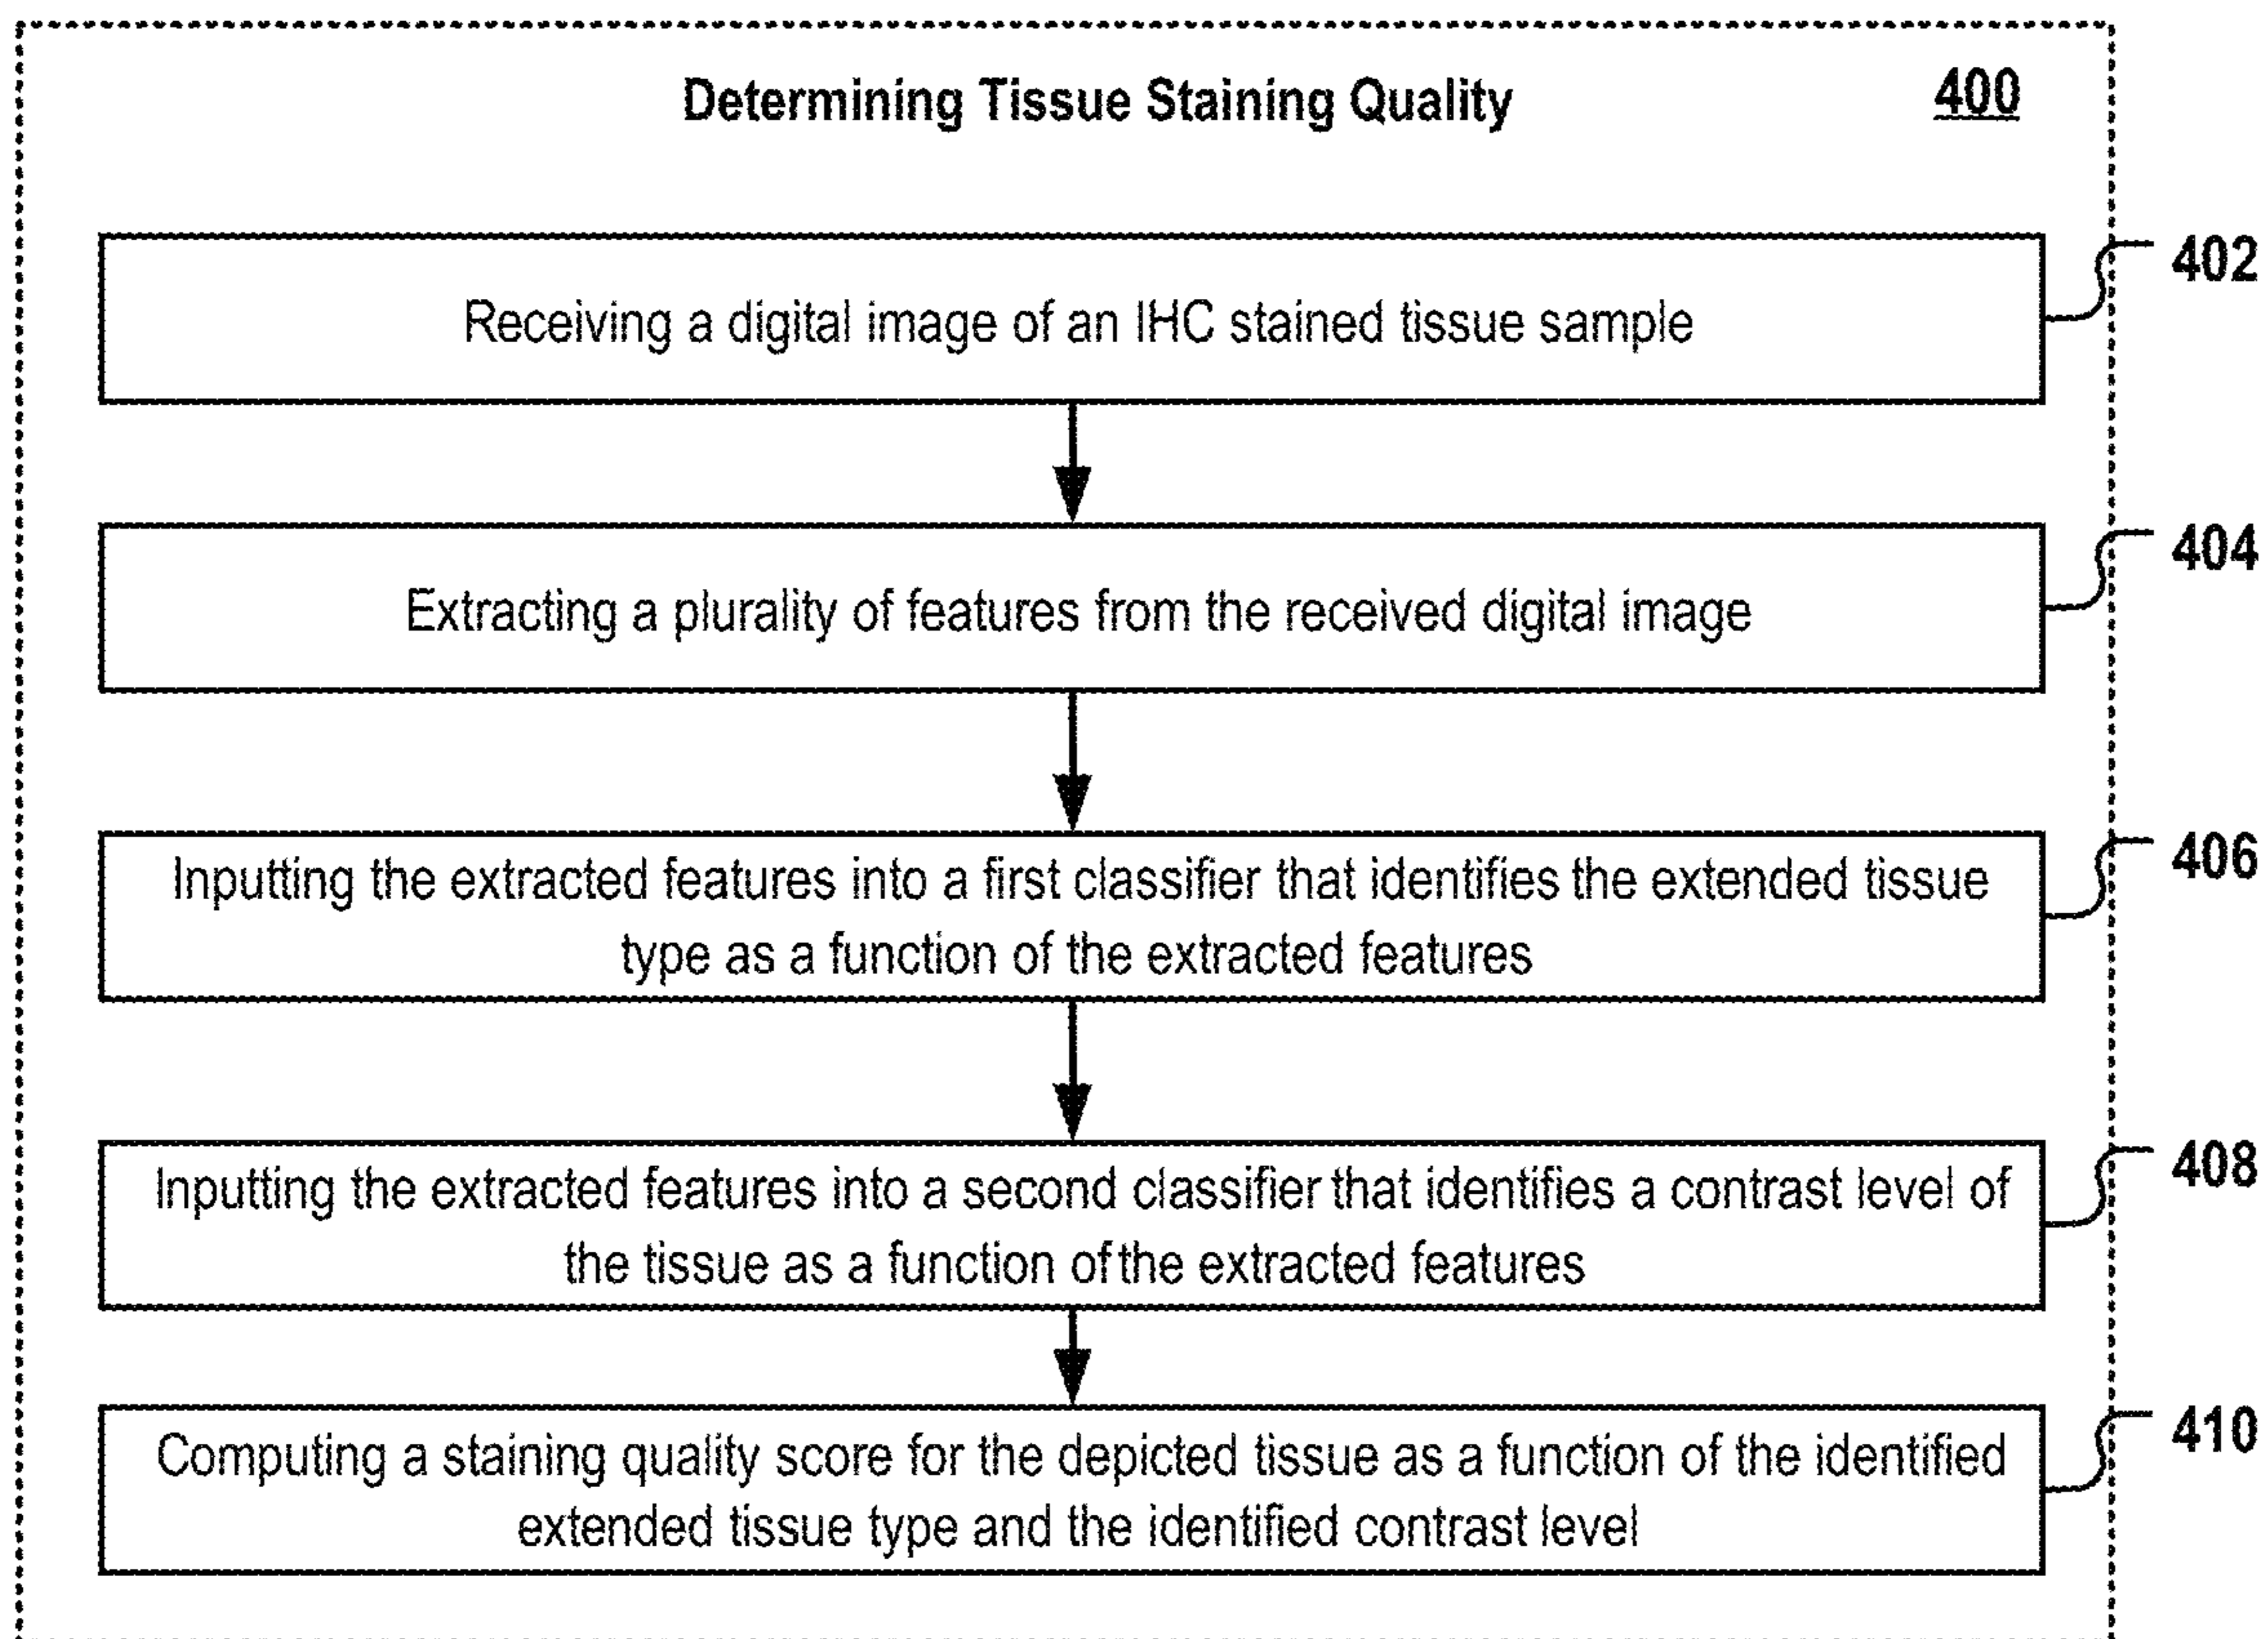 Determining Tissue Staining Quality
400
Receiving a digital image of an IHC stained tissue sample
402
Extracting a plurality of features from the received digital image
404
Inputting the extracted features into a first classifier that identifies the extended tissue
type as a function of the extracted features
406
Inputting the extracted features into a second classifier that identifies a contrast level of
the tissue as a function of the extracted features
408
Computing a staining quality score for the depicted tissue as a function of the identified
extended tissue type and the identified contrast level
410